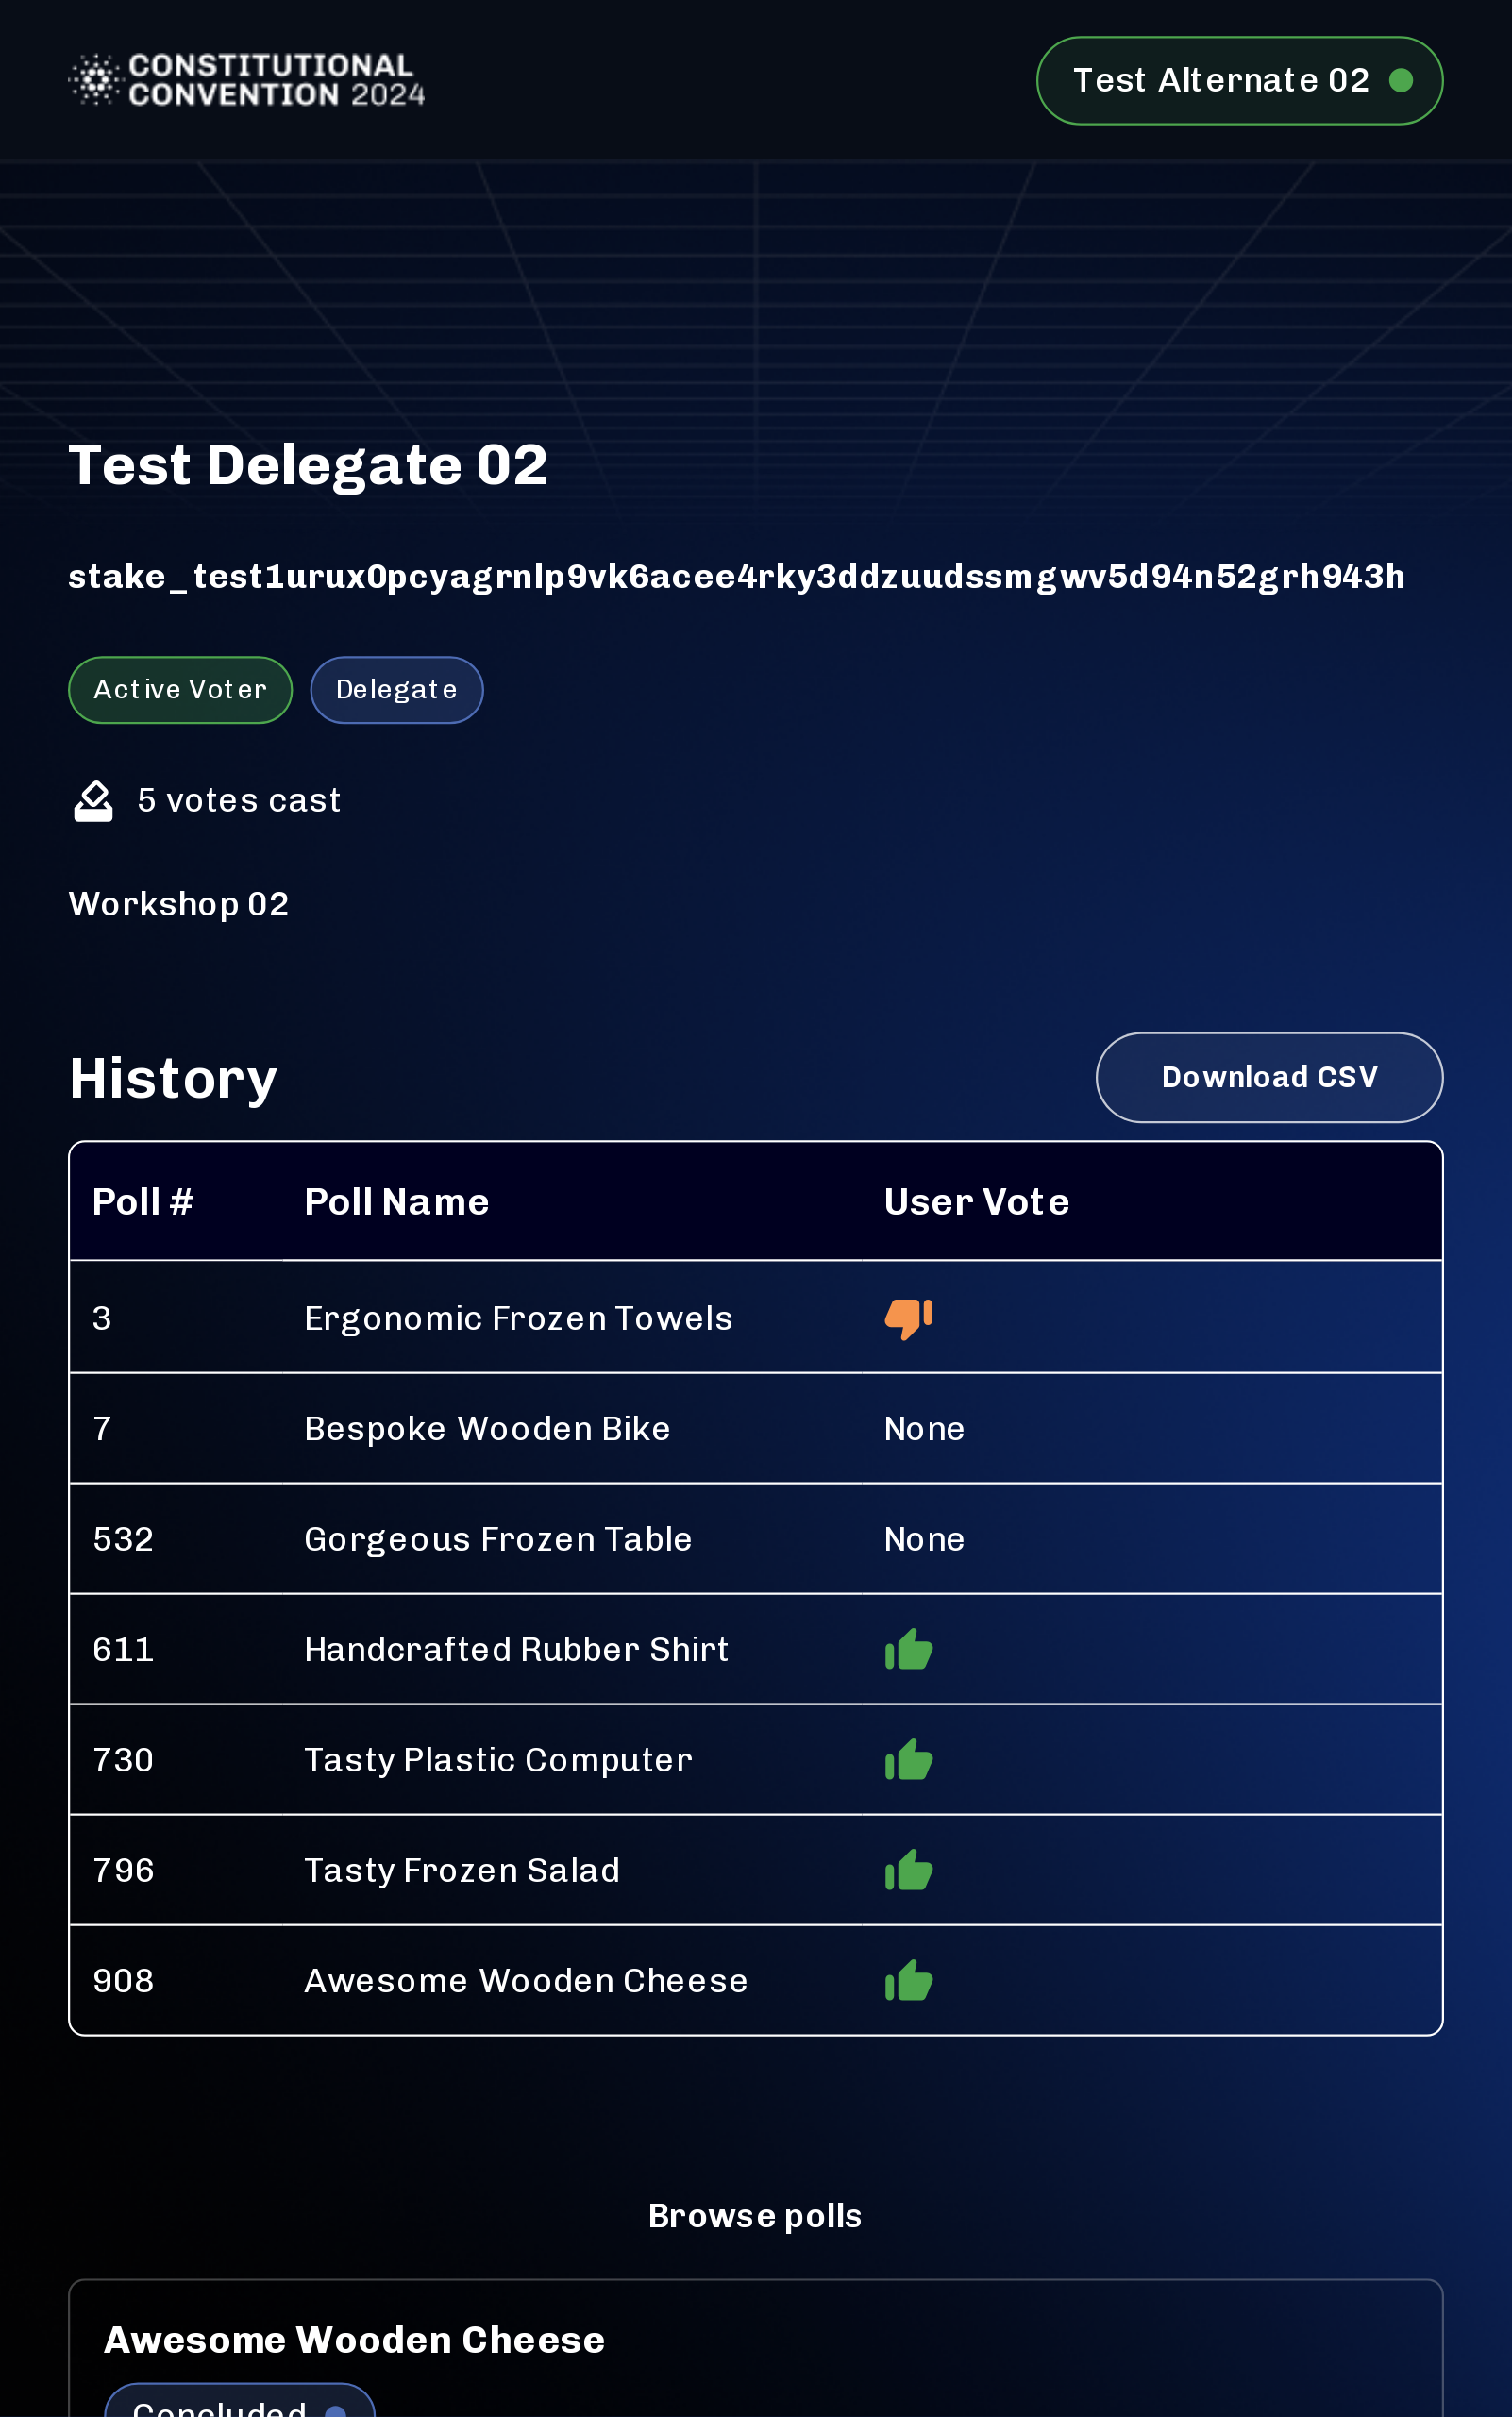 CONSTITUTIONAL
CONVENTION 2024
Test Alternate 02
Test Delegate 02
stake_test1urux0pcyagrnlp9vk6acee4rky3ddzuudssmgwv5d94n52grh943h
Active Voter Delegate
5 votes cast
Workshop 02
History Download CSV
Poll # Poll Name User Vote
3 Ergonomic Frozen Towels
7 Bespoke Wooden Bike None
532 Gorgeous Frozen Table None
611 Handcrafted Rubber Shirt
730 Tasty Plastic Computer
796 Tasty Frozen Salad
908 Awesome Wooden Cheese
Browse polls
Awesome Wooden Cheese
Concluded